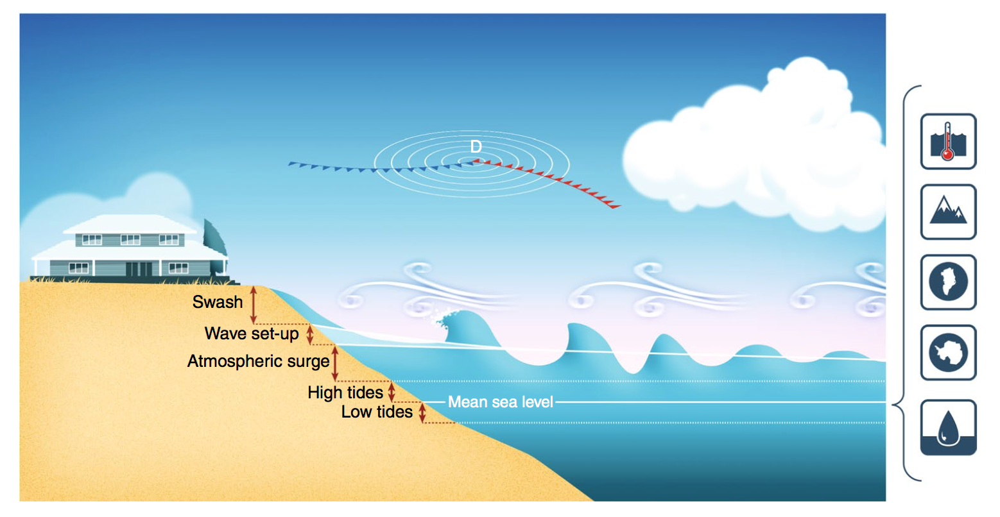 D
Swash
Wave set-up
Atmospheric surge
High tides
Mean sea level
Low tides